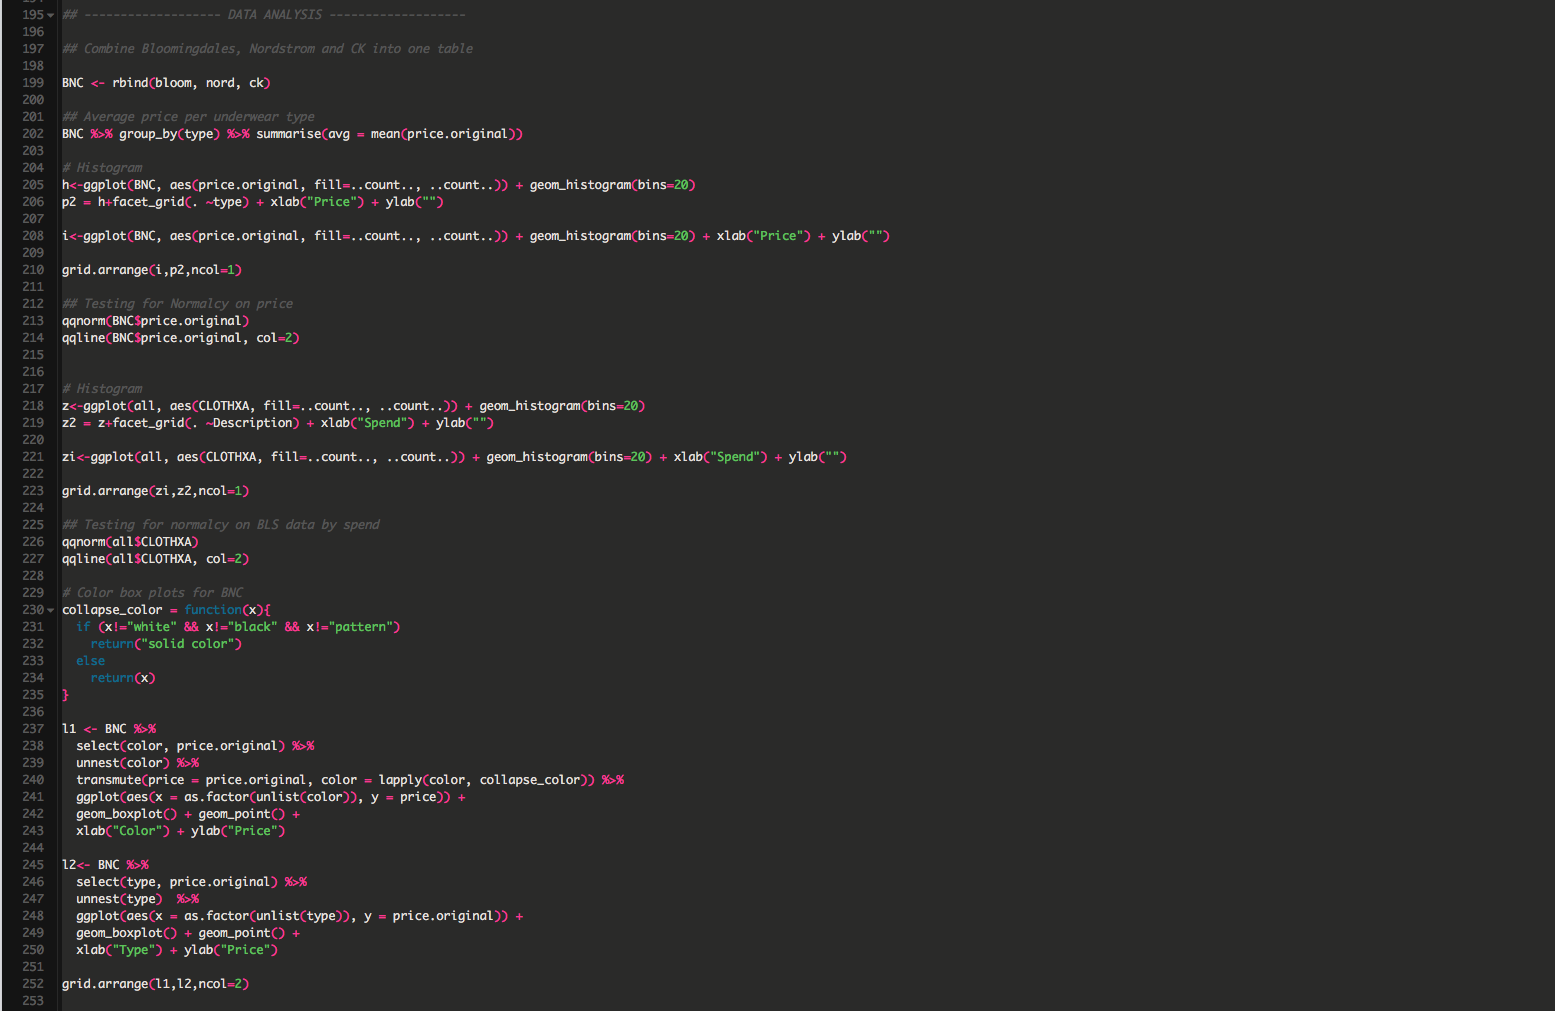 195 ## ------------------- DATA ANALYSIS -------------------
196
197 ## Combine Bloomingdales, Nordstrom and CK into one table
198
199 BNC <- rbind(bloom, nord, ck)
200
201 ## Average price per underwear type
202 BNC %>% group_by(type) %>% summarise(avg = mean(price.original))
203
204 # Histogram
205 h<-ggplot(BNC, aes(price.original, fill=..count.., ..count..)) + geom_histogram(bins=20)
206 p2 = h+facet_grid(. ~type) + xlab("Price") + ylab("")
207
208 i<-ggplot(BNC, aes(price.original, fill=..count.., ..count..)) + geom_histogram(bins=20) + xlab("Price") + ylab("")
209
210 grid.arrange(i,p2,ncol=1)
211
212 ## Testing for Normalcy on price
213 qqnorm(BNC$price.original)
214 qqline(BNC$price.original, col=2)
215
216
217 # Histogram
218 z<-ggplot(all, aes(CLOTHXA, fill=..count.., ..count..)) + geom_histogram(bins=20)
219 z2 = z+facet_grid(. ~Description) + xlab("Spend") + ylab("")
220
221 zi<-ggplot(all, aes(CLOTHXA, fill=..count.., ..count..)) + geom_histogram(bins=20) + xlab("Spend") + ylab("")
222
223 grid.arrange(zi,z2,ncol=1)
224
225 ## Testing for normalcy on BLS data by spend
226 qqnorm(all$CLOTHXA)
227 qqline(all$CLOTHXA, col=2)
228
229 # Color box plots for BNC
230 collapse_color = function(x){
231   if (x!="white" && x!="black" && x!="pattern")
232     return("solid color")
233   else
234     return(x)
235 }
236
237 l1 <- BNC %>%
238   select(color, price.original) %>%
239   unnest(color) %>%
240   transmute(price = price.original, color = lapply(color, collapse_color)) %>%
241   ggplot(aes(x = as.factor(unlist(color)), y = price)) +
242   geom_boxplot() + geom_point() +
243   xlab("Color") + ylab("Price")
244
245 l2<- BNC %>%
246   select(type, price.original) %>%
247   unnest(type)  %>%
248   ggplot(aes(x = as.factor(unlist(type)), y = price.original)) +
249   geom_boxplot() + geom_point() +
250   xlab("Type") + ylab("Price")
251
252 grid.arrange(l1,l2,ncol=2)
253